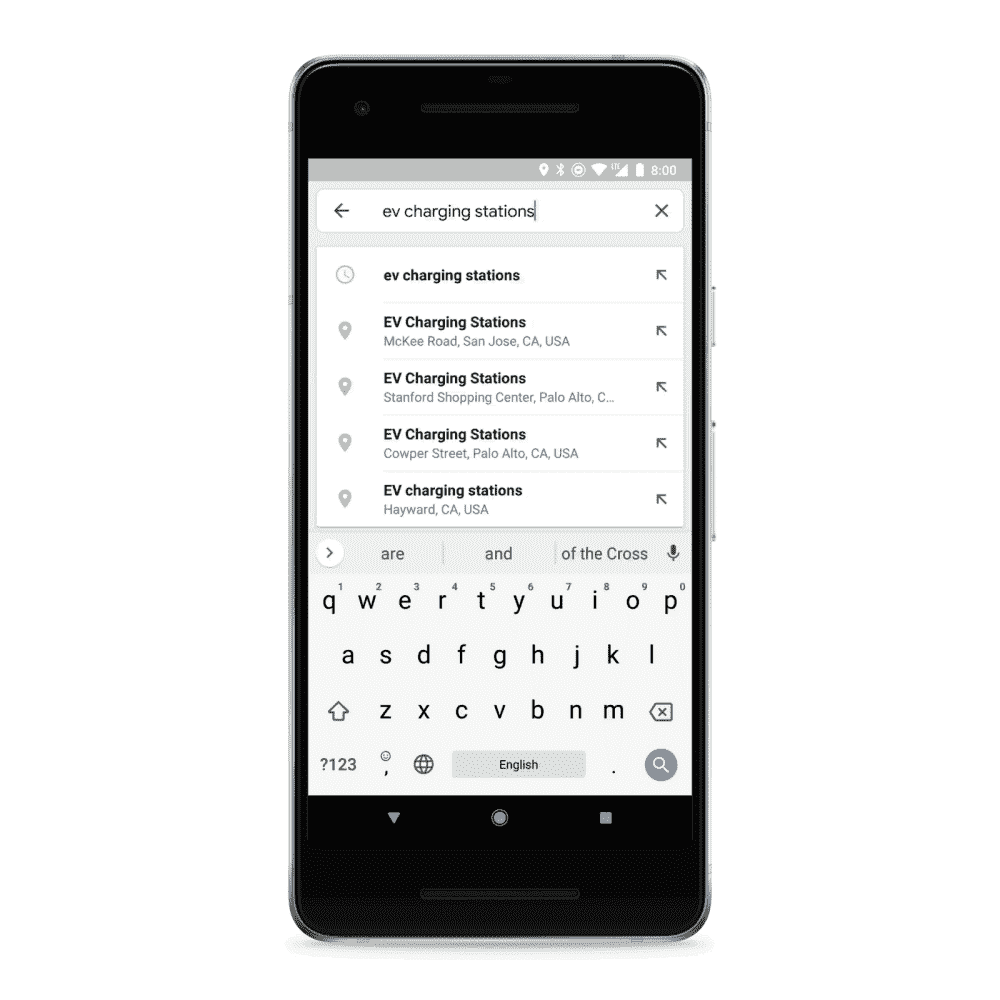 LTE 8:00
ev charging stations
ev charging stations
EV Charging Stations
McKee Road, San Jose, CA, USA
EV Charging Stations
Stanford Shopping Center, Palo Alto, C...
EV Charging Stations
Cowper Street, Palo Alto, CA, USA
EV charging stations
Hayward, CA, USA
are and of the Cross
1 2 3 4 5 6 7 8 9 0
q w e r t y u i o p
a s d f g h j k l
z x c v b n m
?123 , English .